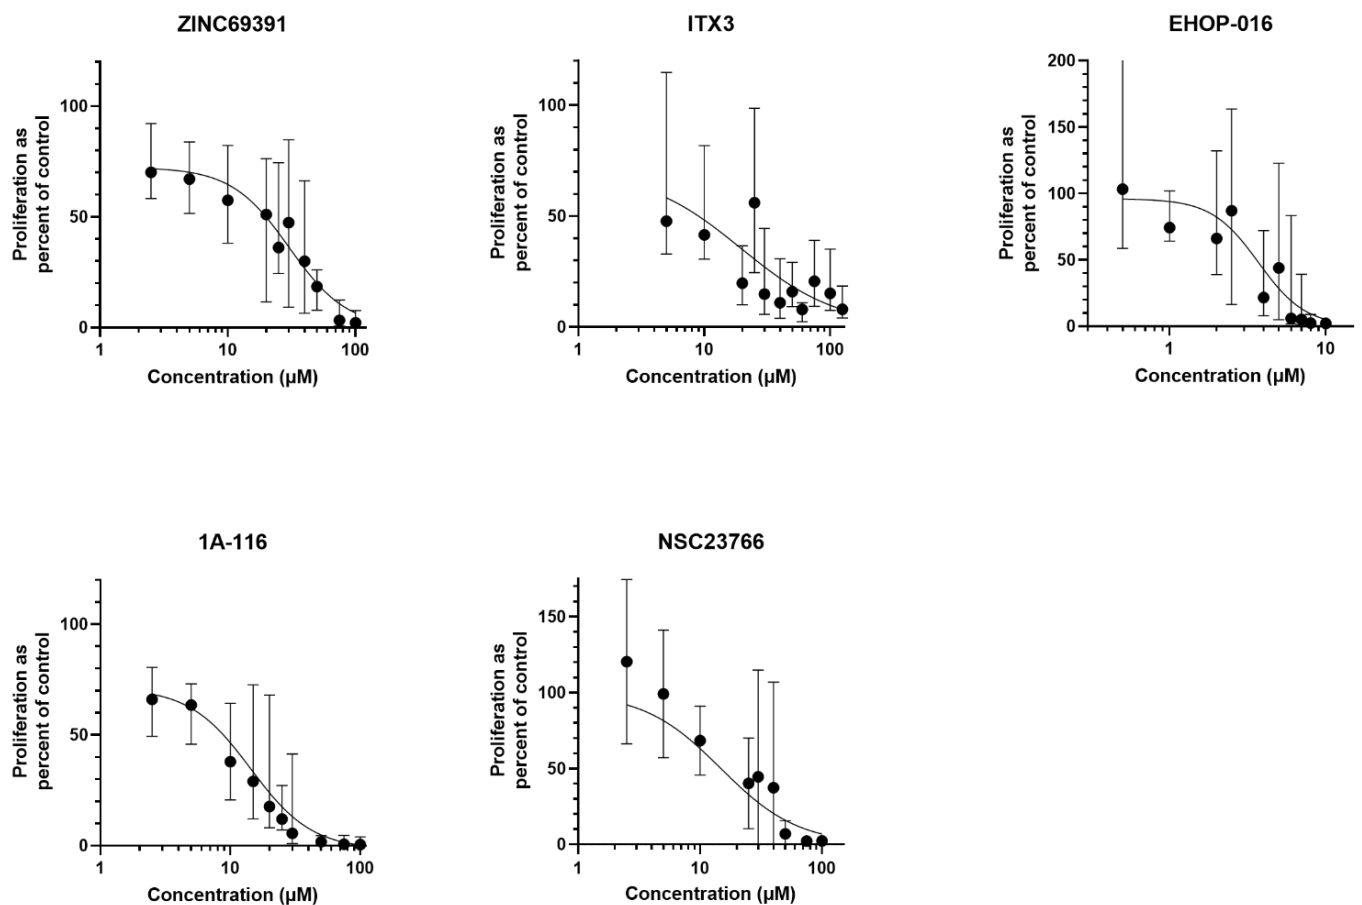 ZINC69391
Proliferation as
percent of control
100
50
0
1
10
100
Concentration (µM)
ITX3
Proliferation as
percent of control
100
50
0
1
10
100
Concentration (µM)
EHOP-016
Proliferation as
percent of control
200
150
100
50
0
1
10
Concentration (µM)
1A-116
Proliferation as
percent of control
100
50
0
1
10
100
Concentration (µM)
NSC23766
Proliferation as
percent of control
150
100
50
0
1
10
100
Concentration (µM)